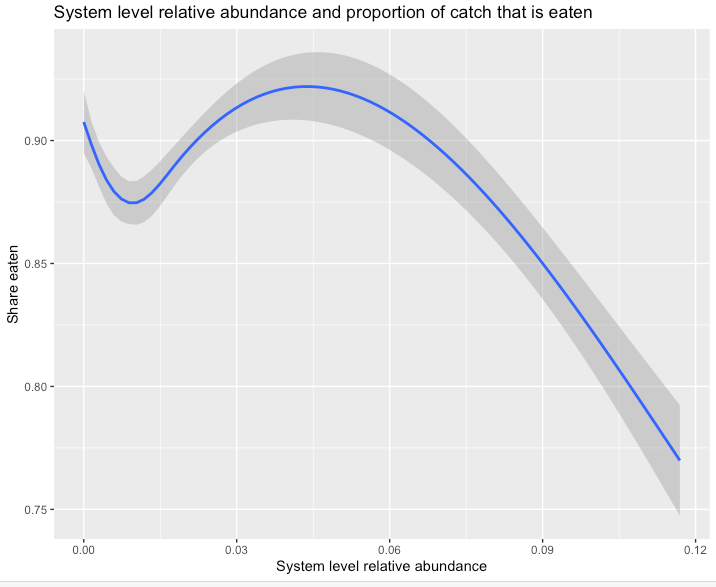 System level relative abundance and proportion of catch that is eaten
0.90
0.85
0.80
0.75
Share eaten
0.00 0.03 0.06 0.09 0.12
System level relative abundance